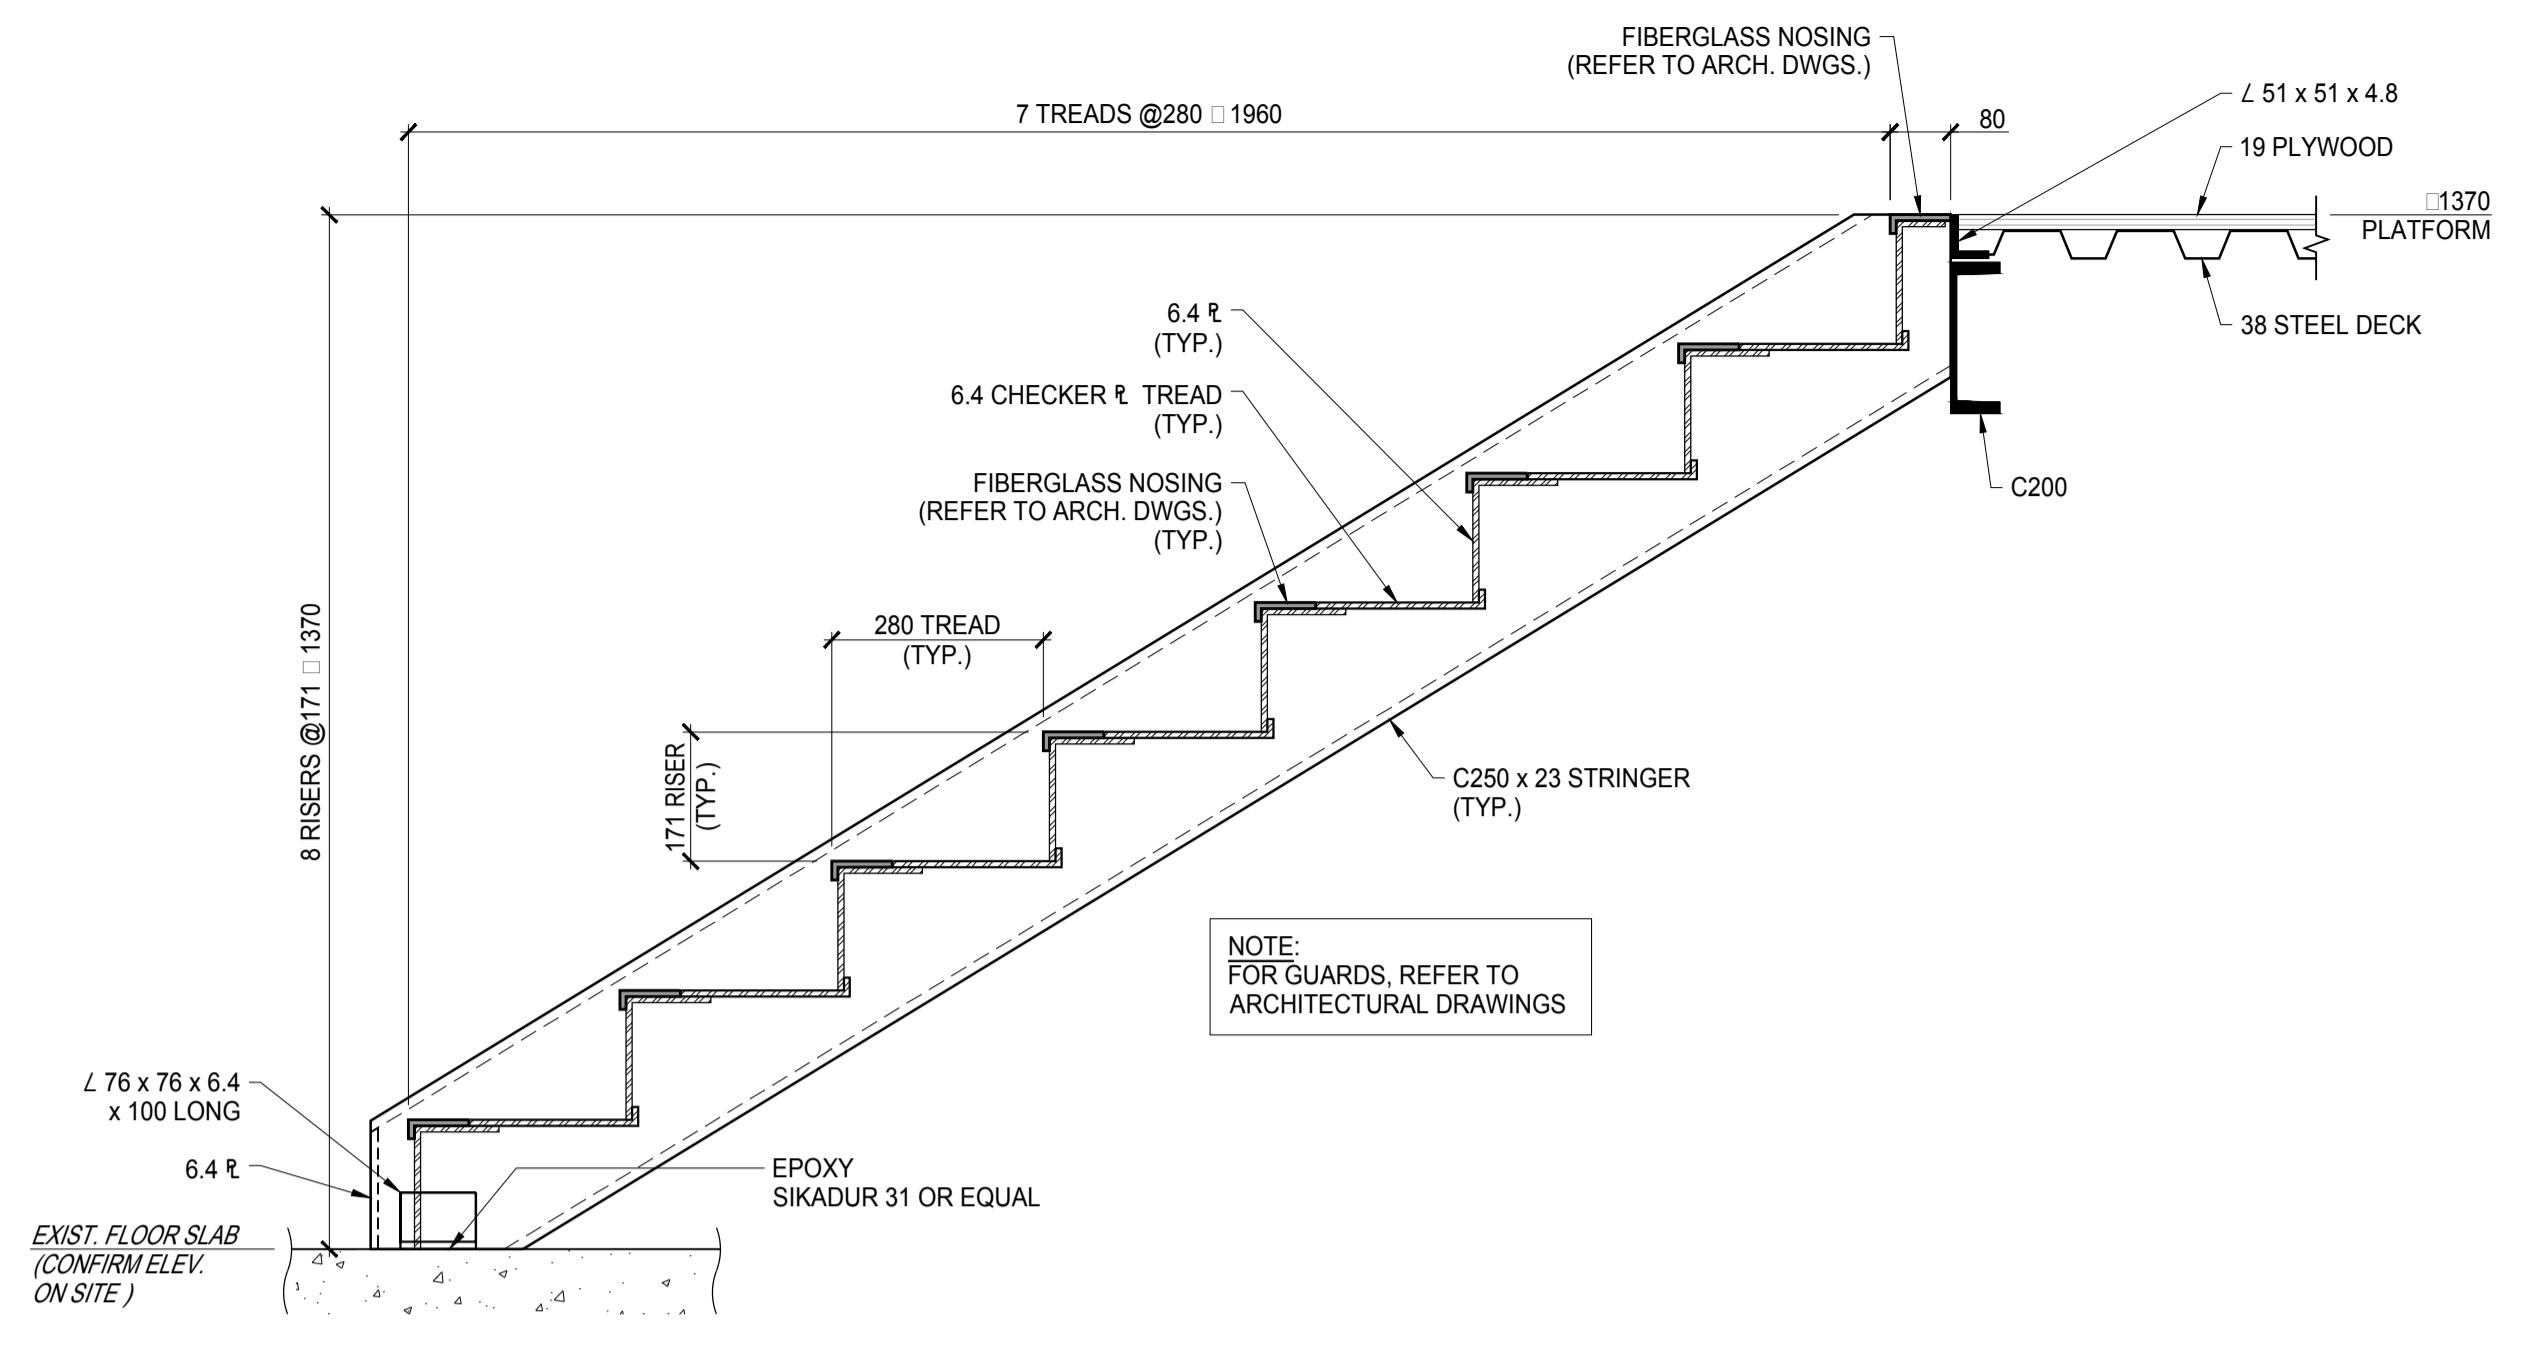 FIBERGLASS NOSING
(REFER TO ARCH. DWGS.)
∠ 51 x 51 x 4.8
7 TREADS @280 □ 1960
80
19 PLYWOOD
□1370
PLATFORM
6.4 ℄
(TYP.)
38 STEEL DECK
6.4 CHECKER ℄ TREAD
(TYP.)
FIBERGLASS NOSING
(REFER TO ARCH. DWGS.)
(TYP.)
C200
8 RISERS @171 □ 1370
280 TREAD
(TYP.)
171 RISER
(TYP.)
C250 x 23 STRINGER
(TYP.)
NOTE:
FOR GUARDS, REFER TO
ARCHITECTURAL DRAWINGS
∠ 76 x 76 x 6.4
x 100 LONG
6.4 ℄
EPOXY
SIKADUR 31 OR EQUAL
EXIST. FLOOR SLAB
(CONFIRM ELEV.
ON SITE )